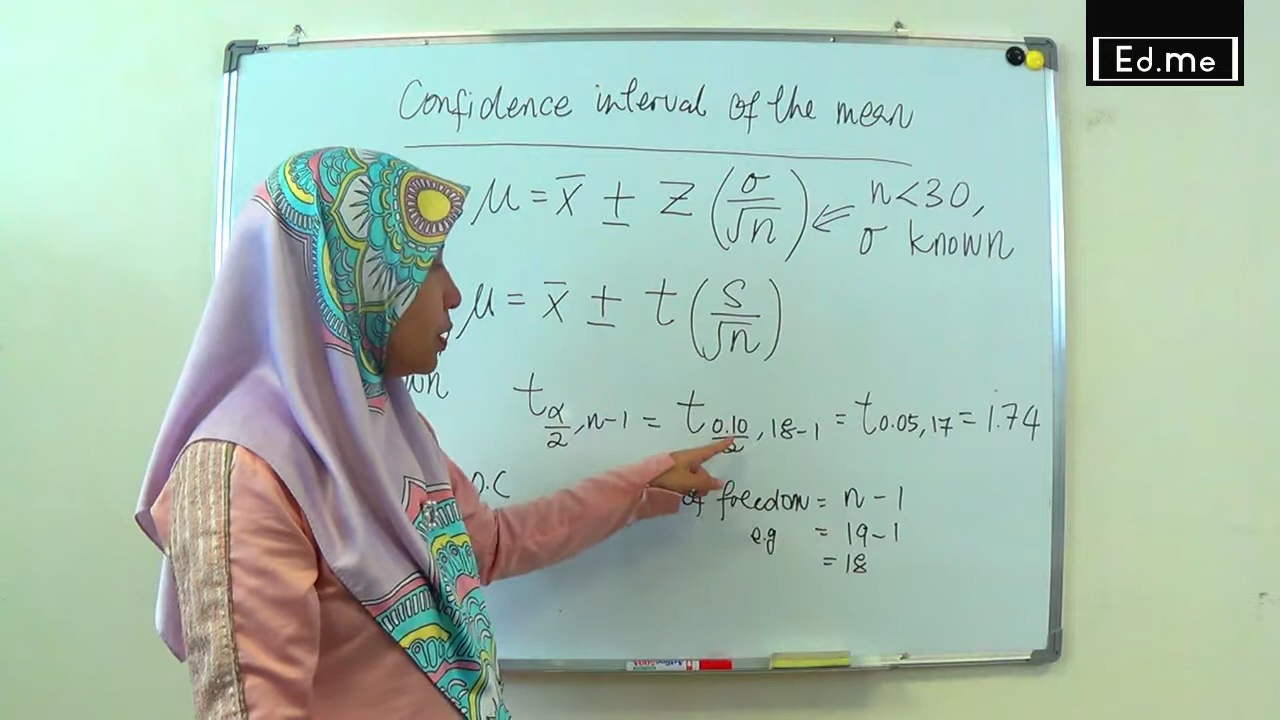 Ed.me
Confidence interval of the mean
μ = x̄ ± Z (σ/√n) ⇐ n<30,
σ known
μ = x̄ ± t (s/√n)
t α/2, n-1 = t 0.10/2, 18-1 = t 0.05, 17 = 1.74
of freedom = n - 1
e.g = 19-1
= 18